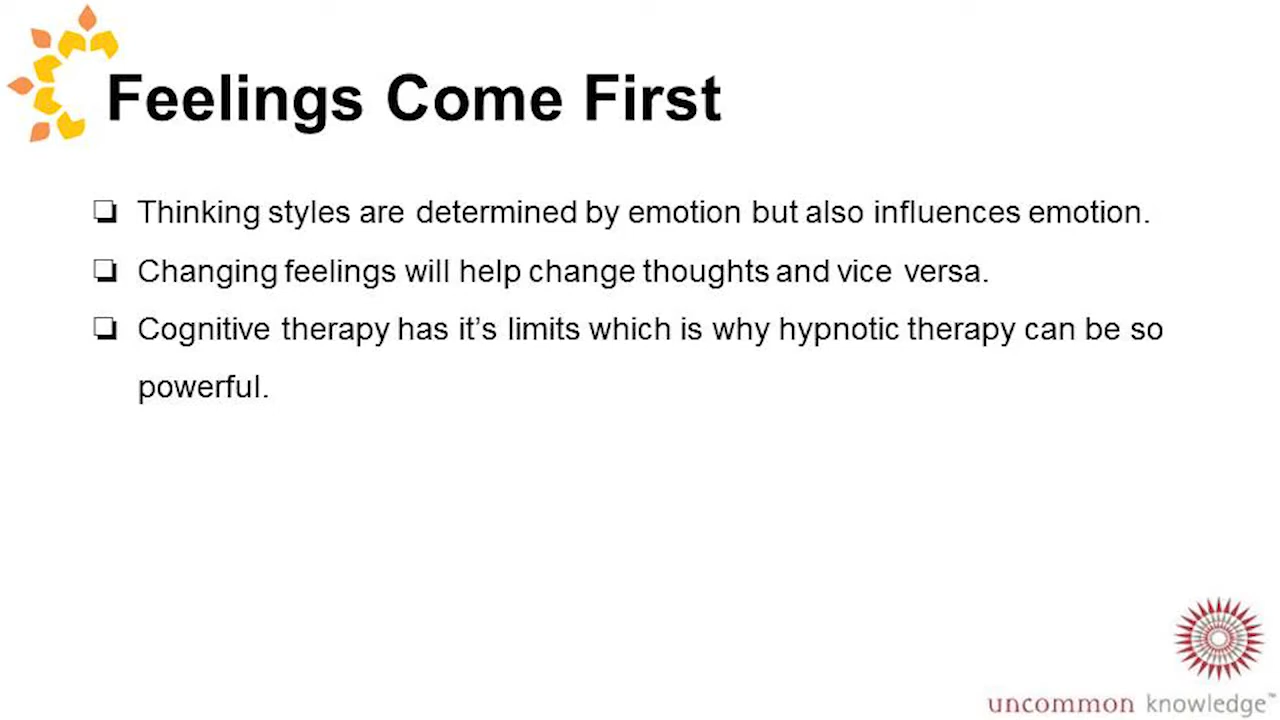 Feelings Come First
❏ Thinking styles are determined by emotion but also influences emotion.
❏ Changing feelings will help change thoughts and vice versa.
❏ Cognitive therapy has it’s limits which is why hypnotic therapy can be so
powerful.
uncommon knowledge™